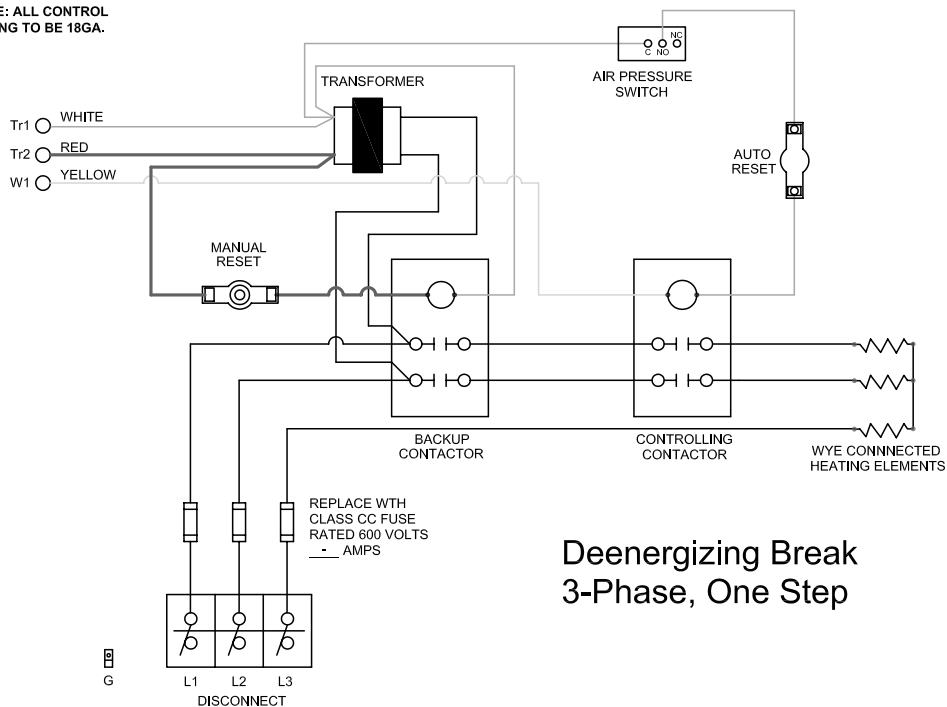 E: ALL CONTROL
NG TO BE 18GA.
NC
C NO
AIR PRESSURE
SWITCH
TRANSFORMER
Tr1 WHITE
Tr2 RED
W1 YELLOW
AUTO
RESET
MANUAL
RESET
BACKUP
CONTACTOR
CONTROLLING
CONTACTOR
WYE CONNNECTED
HEATING ELEMENTS
REPLACE WTH
CLASS CC FUSE
RATED 600 VOLTS
- AMPS
Deenergizing Break
3-Phase, One Step
G
L1 L2 L3
DISCONNECT